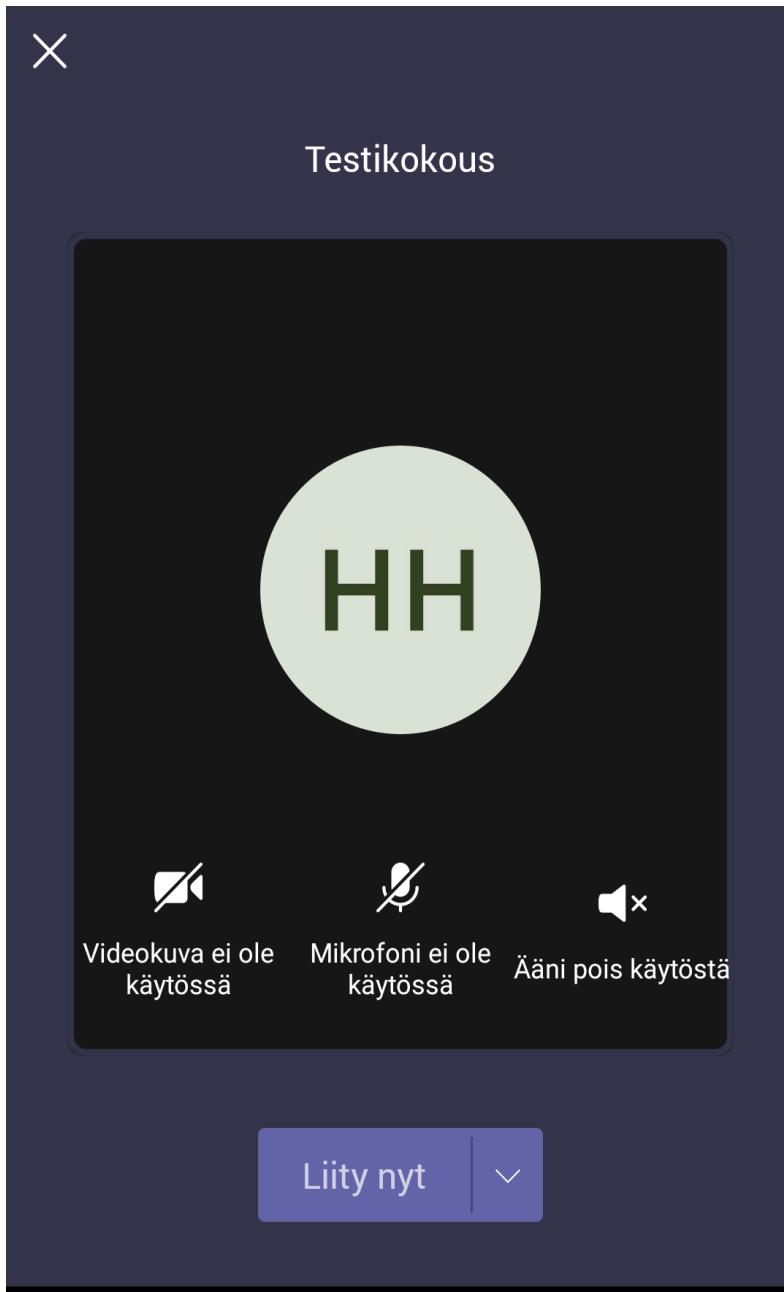 Testikokous
HH
Videokuva ei ole
käytössä
Mikrofoni ei ole
käytössä
Ääni pois käytöstä
Liity nyt